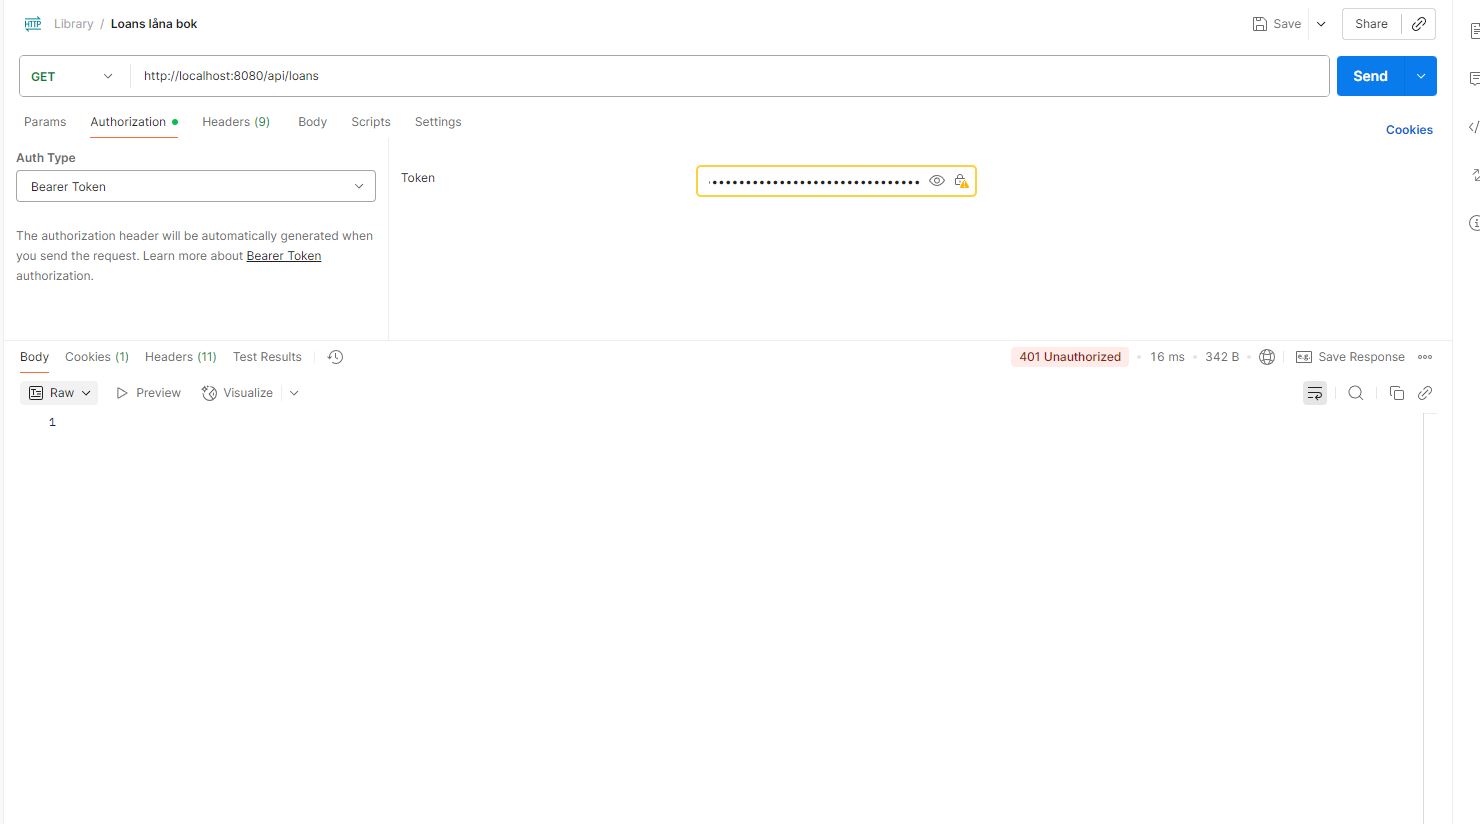 HTTP Library / Loans låna bok Save Share
GET http://localhost:8080/api/loans Send
Params Authorization Headers (9) Body Scripts Settings Cookies
Auth Type
Bearer Token
Token
The authorization header will be automatically generated when
you send the request. Learn more about Bearer Token
authorization.
Body Cookies (1) Headers (11) Test Results 401 Unauthorized • 16 ms • 342 B • e.g. Save Response
Raw Preview Visualize
1